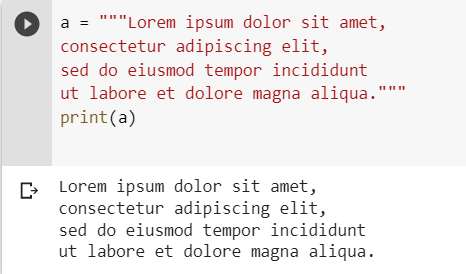 a = """Lorem ipsum dolor sit amet,
consectetur adipiscing elit,
sed do eiusmod tempor incididunt
ut labore et dolore magna aliqua."""
print(a)
Lorem ipsum dolor sit amet,
consectetur adipiscing elit,
sed do eiusmod tempor incididunt
ut labore et dolore magna aliqua.